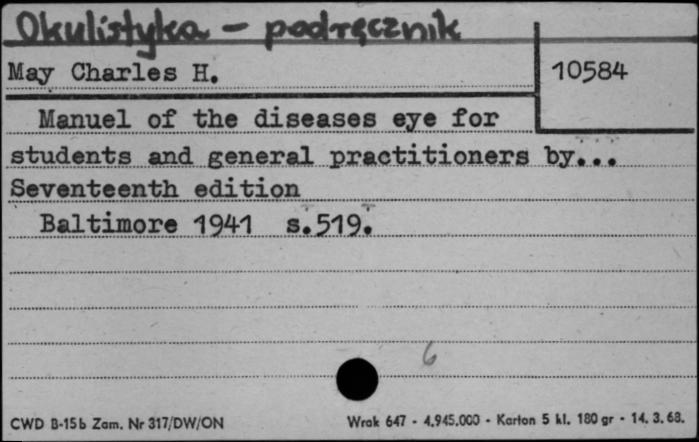 Okulistyka - podręcznik
May Charles H.
10584
Manuel of the diseases eye for
students and general practitioners by...
Seventeenth edition
Baltimore 1941 s.519.
6
CWD B-15b Zam. Nr 317/DW/ON
Wrak 647 - 4.945.000 - Karton 5 kl. 180 gr - 14. 3. 68.